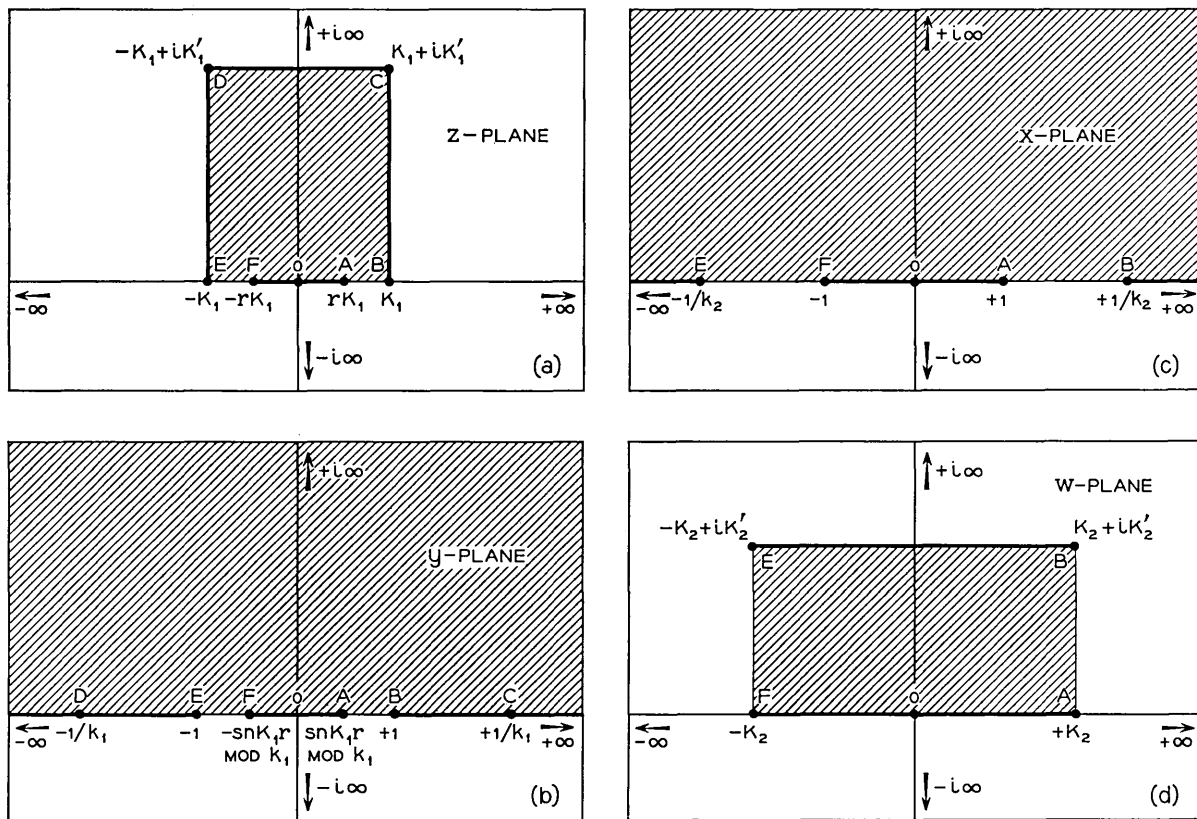 +i∞
-K₁+iK′₁
K₁+iK′₁
D
C
Z-PLANE
E
F
o
A
B
-K₁
-rK₁
rK₁
K₁
-∞
+∞
-i∞
(a)
+i∞
X-PLANE
E
F
o
A
B
-∞
-1/k₂
-1
+1
+1/k₂
+∞
-i∞
(c)
+i∞
y-PLANE
D
E
F
o
A
B
C
-∞
-1/k₁
-1
-snK₁r
snK₁r
+1
+1/k₁
+∞
MOD k₁
MOD k₁
-i∞
(b)
+i∞
W-PLANE
-K₂+iK′₂
K₂+iK′₂
E
B
F
o
A
-∞
-K₂
+K₂
+∞
-i∞
(d)